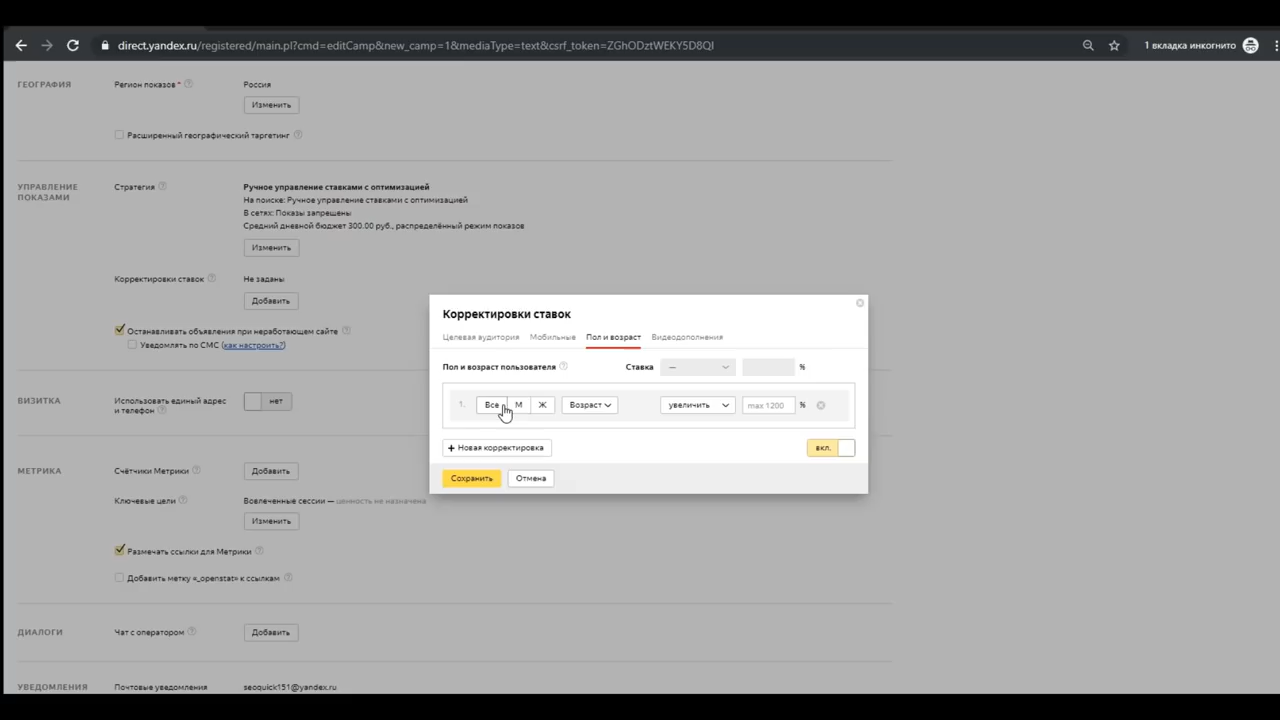 direct.yandex.ru/registered/main.pl?cmd=editCamp&new_camp=1&mediaType=text&csrf_token=ZGhODztWEKY5D8QI
1 вкладка инкогнито
ГЕОГРАФИЯ
Регион показов * ?
Россия
Изменить
Расширенный географический таргетинг ?
УПРАВЛЕНИЕ ПОКАЗАМИ
Стратегия ?
Ручное управление ставками с оптимизацией
На поиске: Ручное управление ставками с оптимизацией
В сетях: Показы запрещены
Средний дневной бюджет 300.00 руб., распределённый режим показов
Изменить
Корректировки ставок ?
Не заданы
Добавить
Останавливать объявления при неработающем сайте ?
Уведомлять по СМС (как настроить?)
ВИЗИТКА
Использовать единый адрес
и телефон ?
нет
МЕТРИКА
Счётчики Метрики ?
Добавить
Ключевые цели ?
Вовлечённые сессии — ценность не назначена
Изменить
Размечать ссылки для Метрики ?
Добавить метку «_openstat» к ссылкам ?
ДИАЛОГИ
Чат с оператором ?
Добавить
УВЕДОМЛЕНИЯ
Почтовые уведомления
seoquick151@yandex.ru
Корректировки ставок
Целевая аудитория Мобильные Пол и возраст Видеодополнения
Пол и возраст пользователя ? Ставка — %
1. Все М Ж Возраст увеличить max 1200 %
+ Новая корректировка
вкл.
Сохранить Отмена